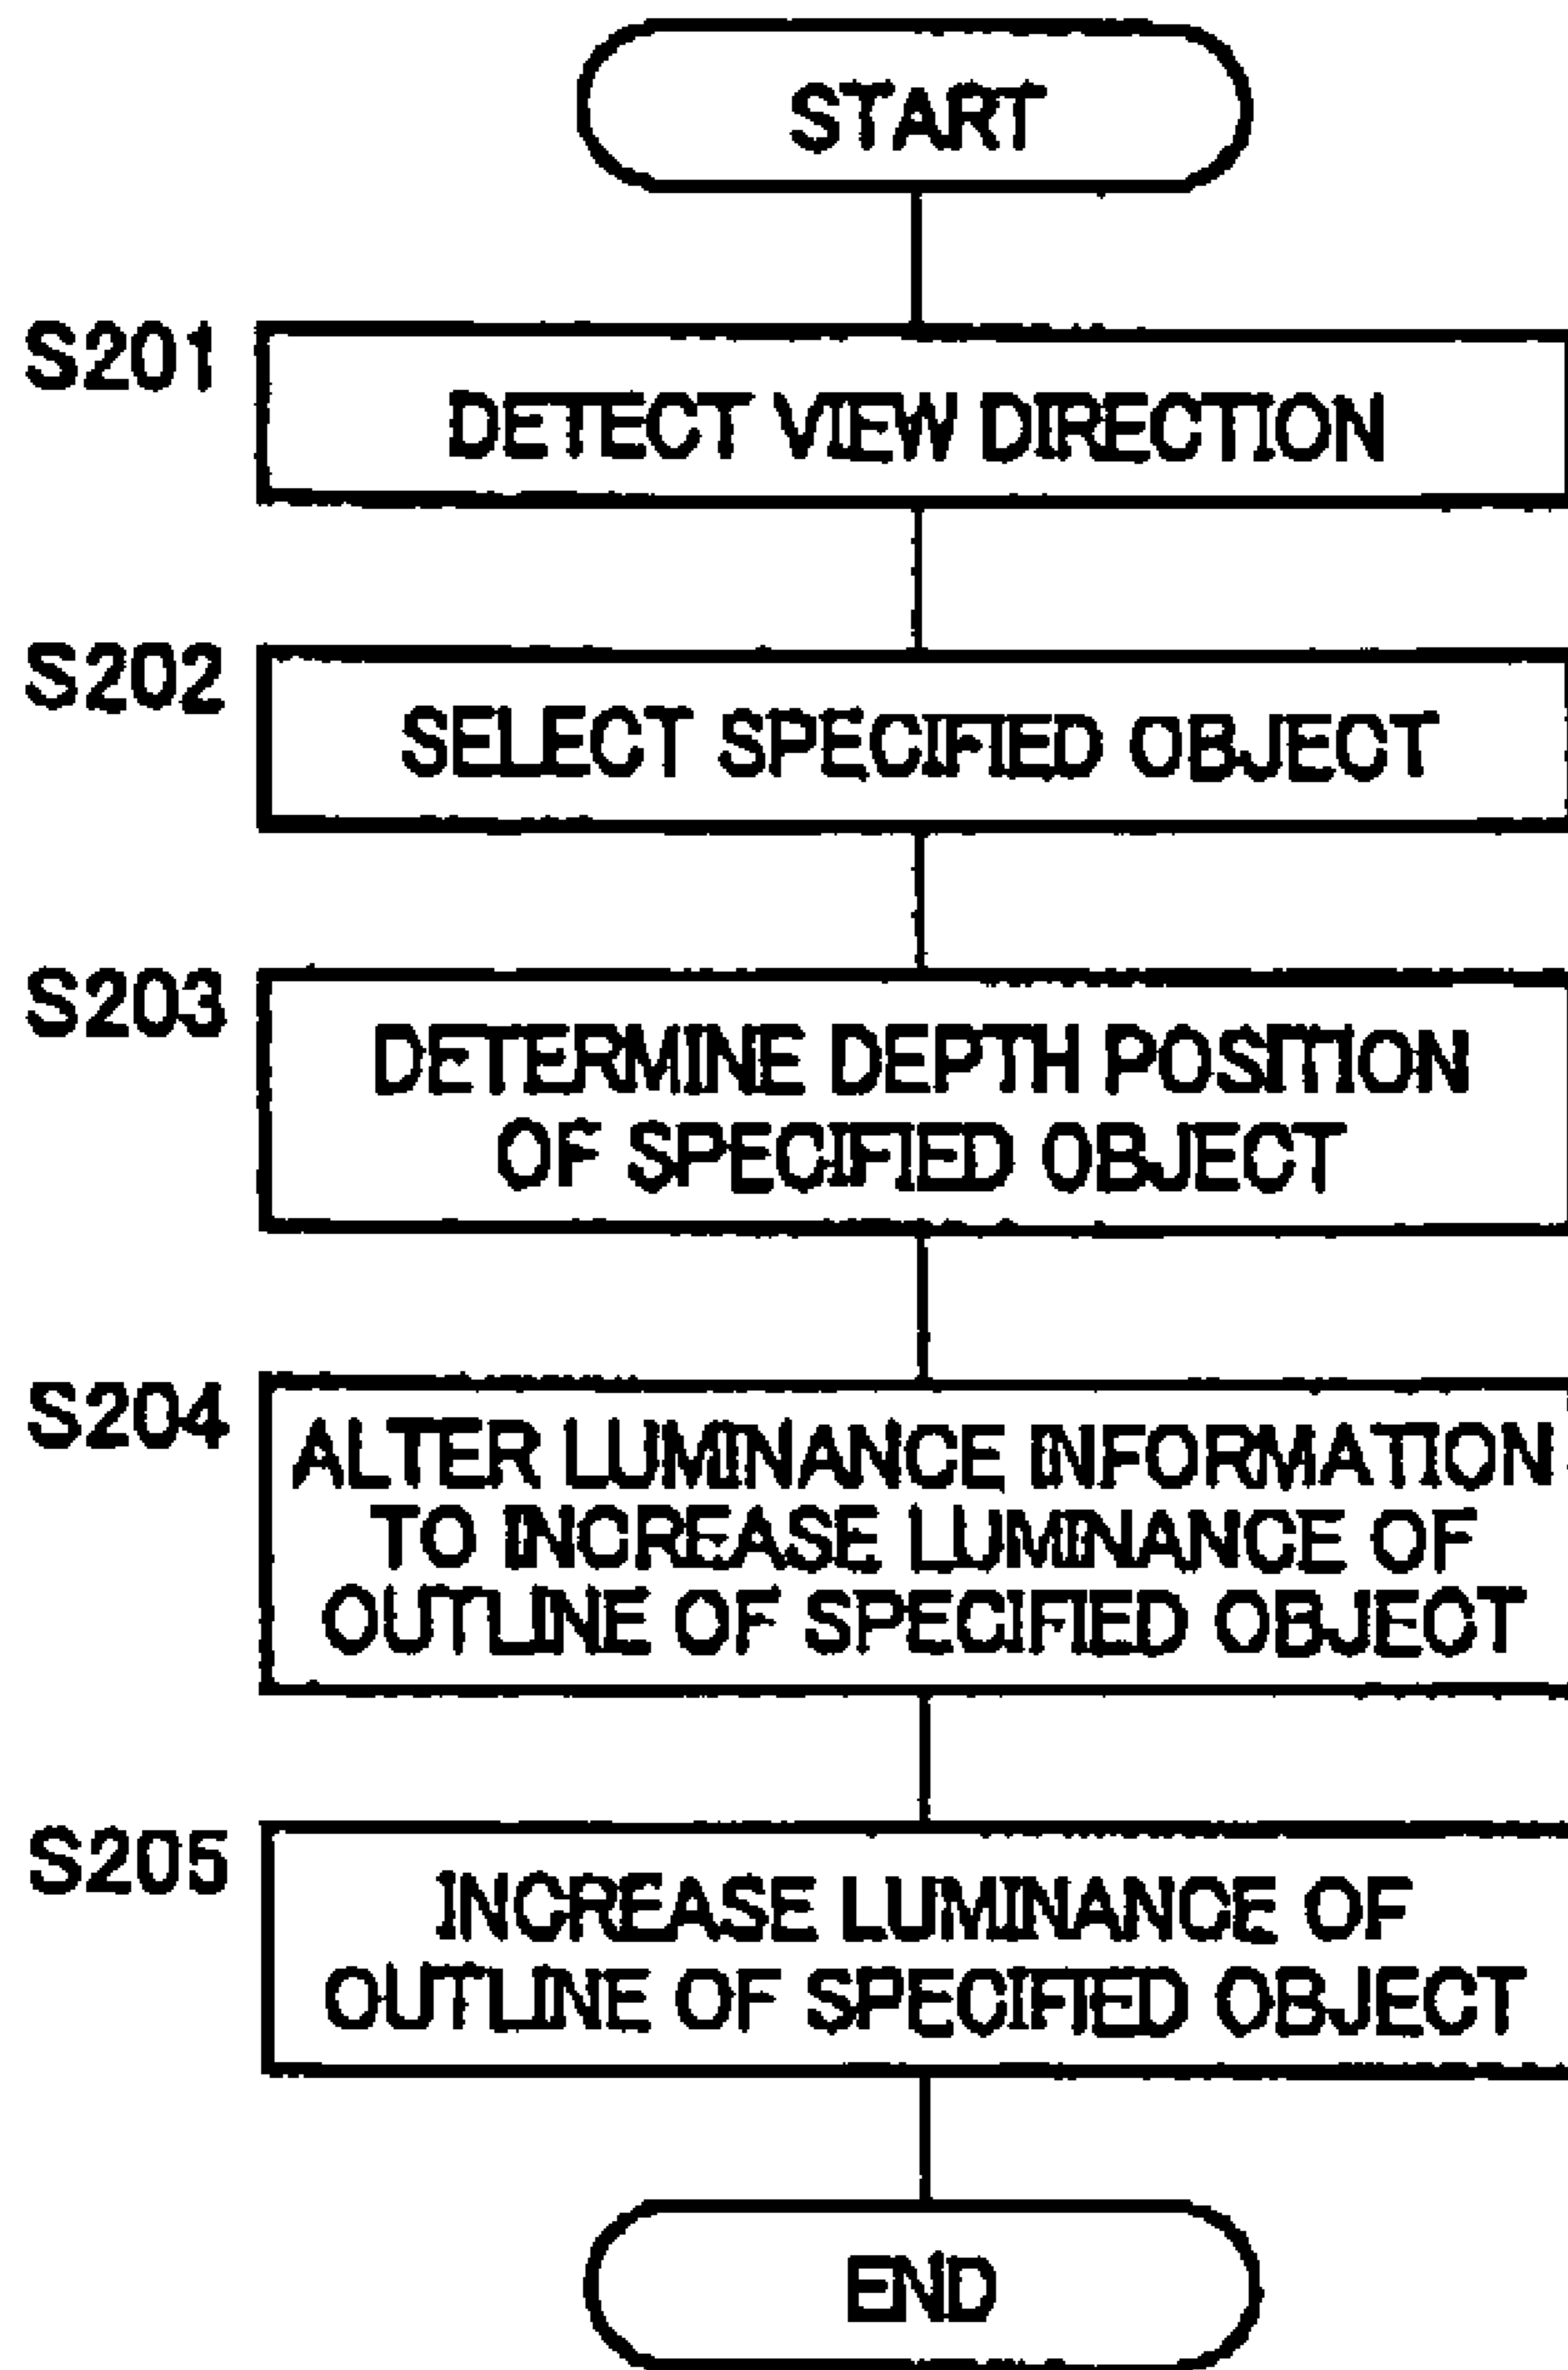 START
S201
DETECT VIEW DIRECTION
S202
SELECT SPECIFIED OBJECT
S203
DETERMINE DEPTH POSITION
OF SPECIFIED OBJECT
S204
ALTER LUMINANCE INFORMATION
TO INCREASE LUMINANCE OF
OUTLINE OF SPECIFIED OBJECT
S205
INCREASE LUMINANCE OF
OUTLINE OF SPECIFIED OBJECT
END